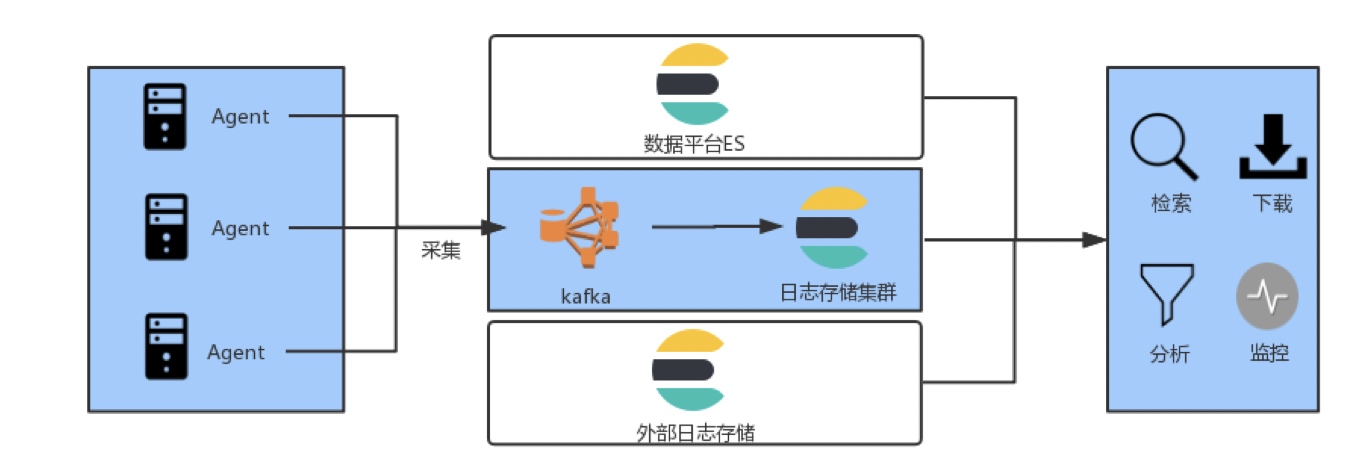 Agent
Agent
Agent
采集
数据平台ES
kafka
日志存储集群
外部日志存储
检索
下载
分析
监控